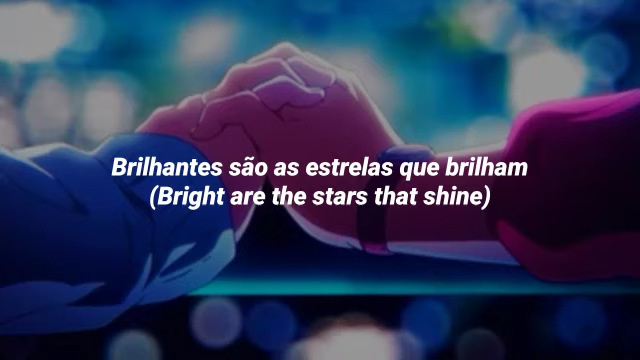 Brilhantes são as estrelas que brilham
(Bright are the stars that shine)